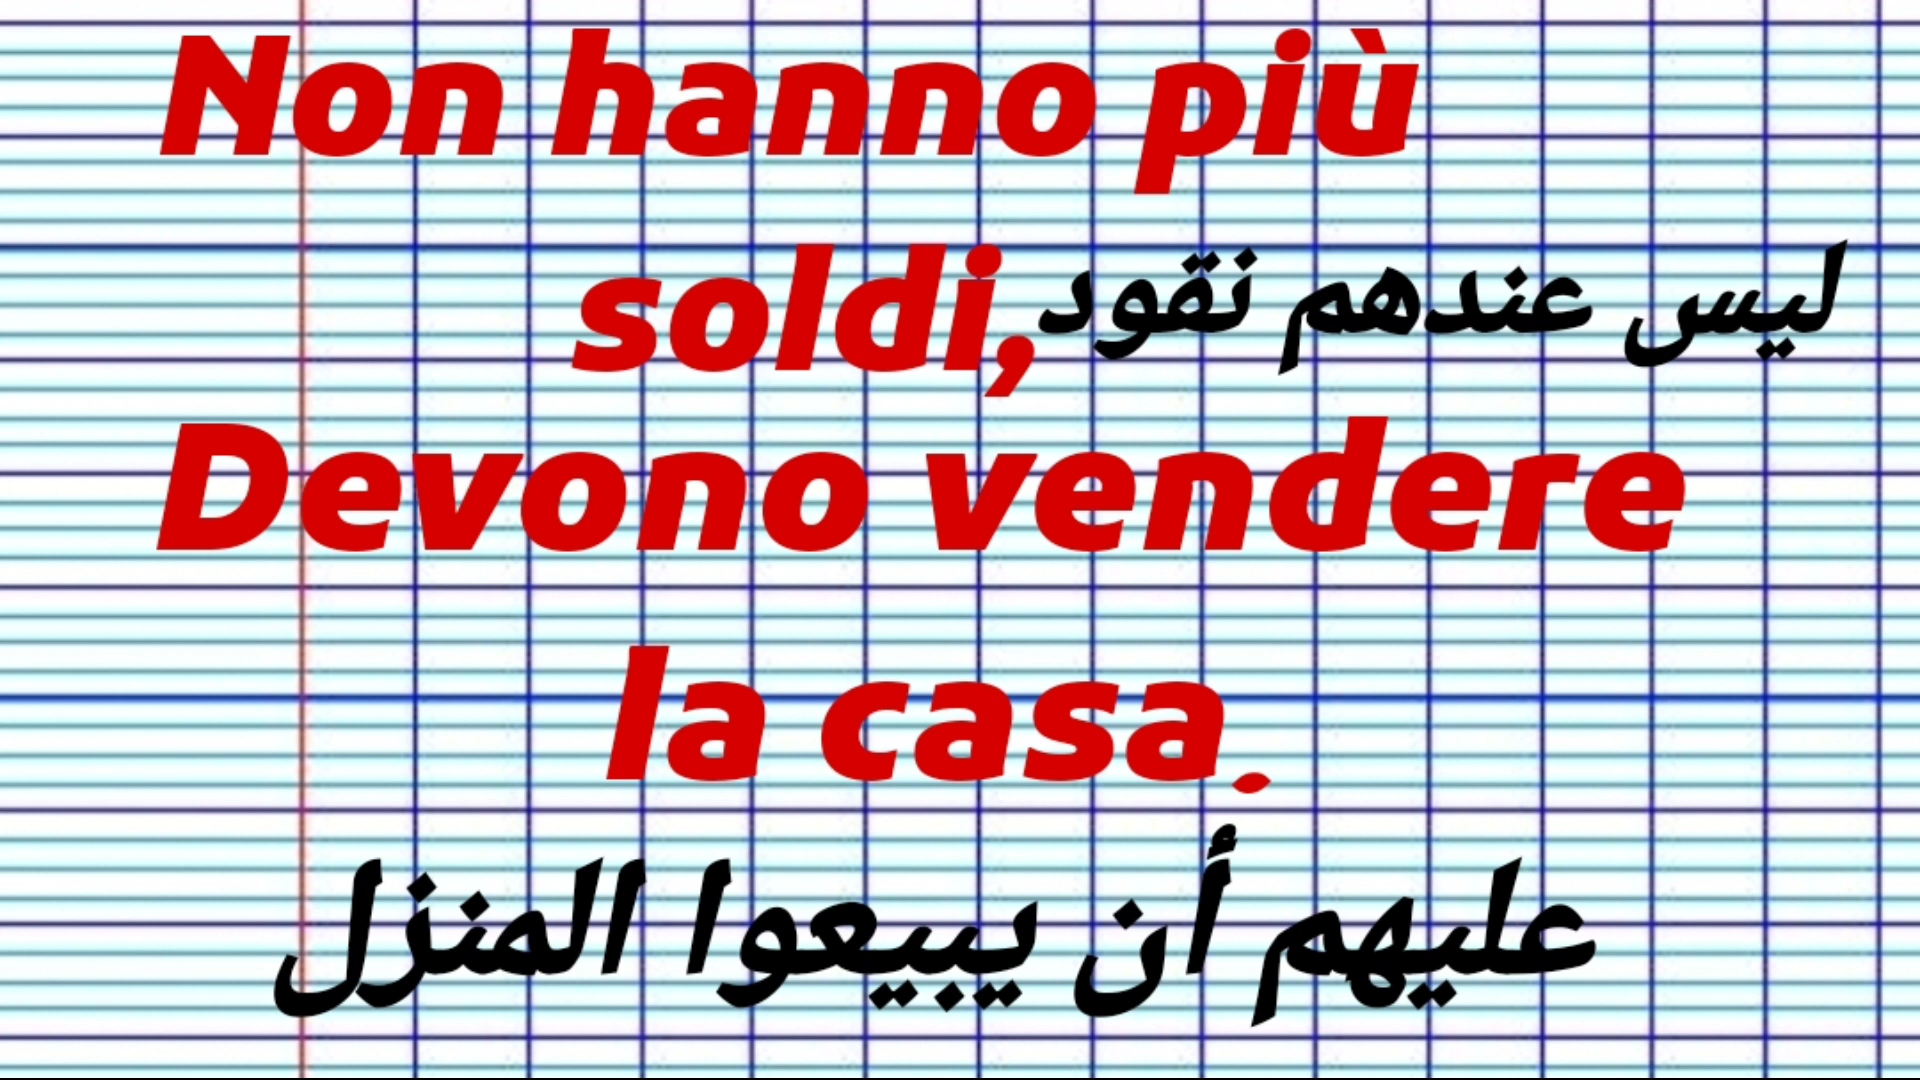 Non hanno più
soldi, ليس عندهم نقود
Devono vendere
la casa.
عليهم أن يبيعوا المنزل